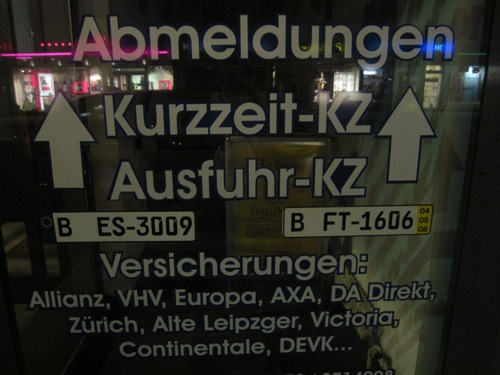 Abmeldungen
Kurzzeit-KZ
Ausfuhr-KZ
B ES-3009
B FT-1606 04 05 08
Versicherungen:
Allianz, VHV, Europa, AXA, DA Direkt,
Zürich, Alte Leipzger, Victoria,
Continentale, DEVK...